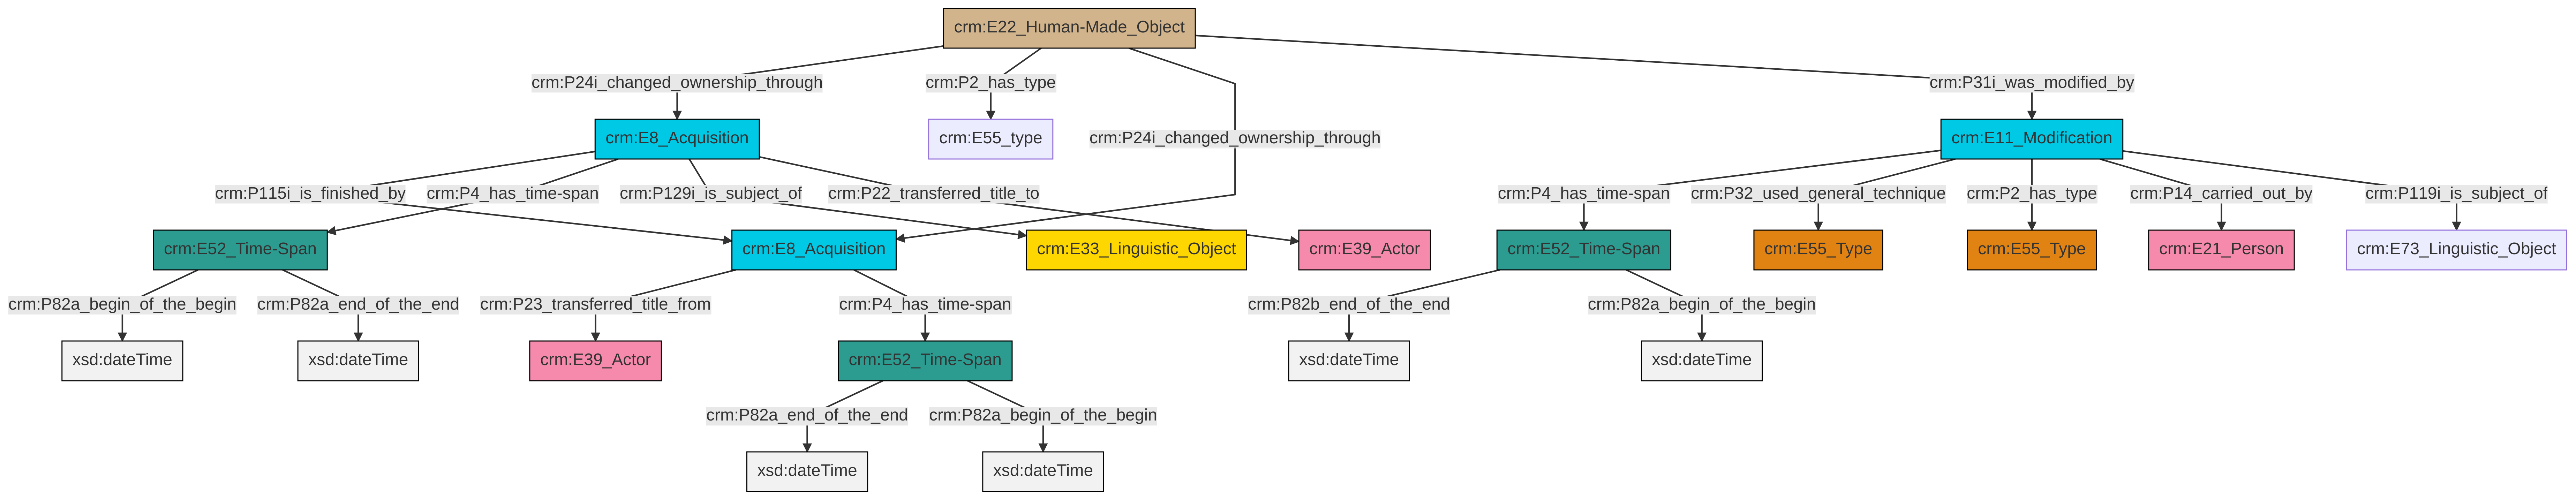 crm:E22_Human-Made_Object
crm:P24i_changed_ownership_through
crm:P2_has_type
crm:P31i_was_modified_by
crm:E8_Acquisition
crm:E55_type
crm:P24i_changed_ownership_through
crm:E11_Modification
crm:P115i_is_finished_by
crm:P4_has_time-span
crm:P129i_is_subject_of
crm:P22_transferred_title_to
crm:P4_has_time-span
crm:P32_used_general_technique
crm:P2_has_type
crm:P14_carried_out_by
crm:P119i_is_subject_of
crm:E52_Time-Span
crm:E8_Acquisition
crm:E33_Linguistic_Object
crm:E39_Actor
crm:E52_Time-Span
crm:E55_Type
crm:E55_Type
crm:E21_Person
crm:E73_Linguistic_Object
crm:P82a_begin_of_the_begin
crm:P82a_end_of_the_end
crm:P23_transferred_title_from
crm:P4_has_time-span
crm:P82b_end_of_the_end
crm:P82a_begin_of_the_begin
xsd:dateTime
xsd:dateTime
crm:E39_Actor
crm:E52_Time-Span
xsd:dateTime
xsd:dateTime
crm:P82a_end_of_the_end
crm:P82a_begin_of_the_begin
xsd:dateTime
xsd:dateTime